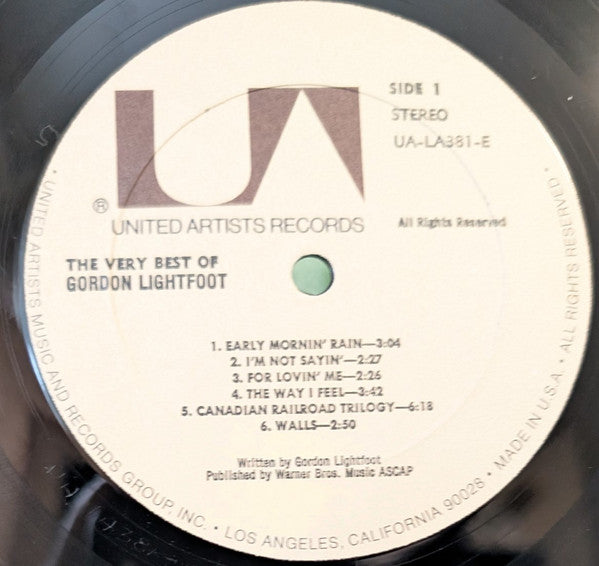 SIDE 1
STEREO
UA-LA381-E
UA
®
UNITED ARTISTS RECORDS
All Rights Reserved
THE VERY BEST OF
GORDON LIGHTFOOT
1. EARLY MORNIN' RAIN—3:04
2. I'M NOT SAYIN'—2:27
3. FOR LOVIN' ME—2:26
4. THE WAY I FEEL—3:42
5. CANADIAN RAILROAD TRILOGY—6:18
6. WALLS—2:50
Written by Gordon Lightfoot
Published by Warner Bros. Music ASCAP
• UNITED ARTISTS MUSIC AND RECORDS GROUP, INC. • LOS ANGELES, CALIFORNIA 90028 • MADE IN U.S.A. • ALL RIGHTS RESERVED •